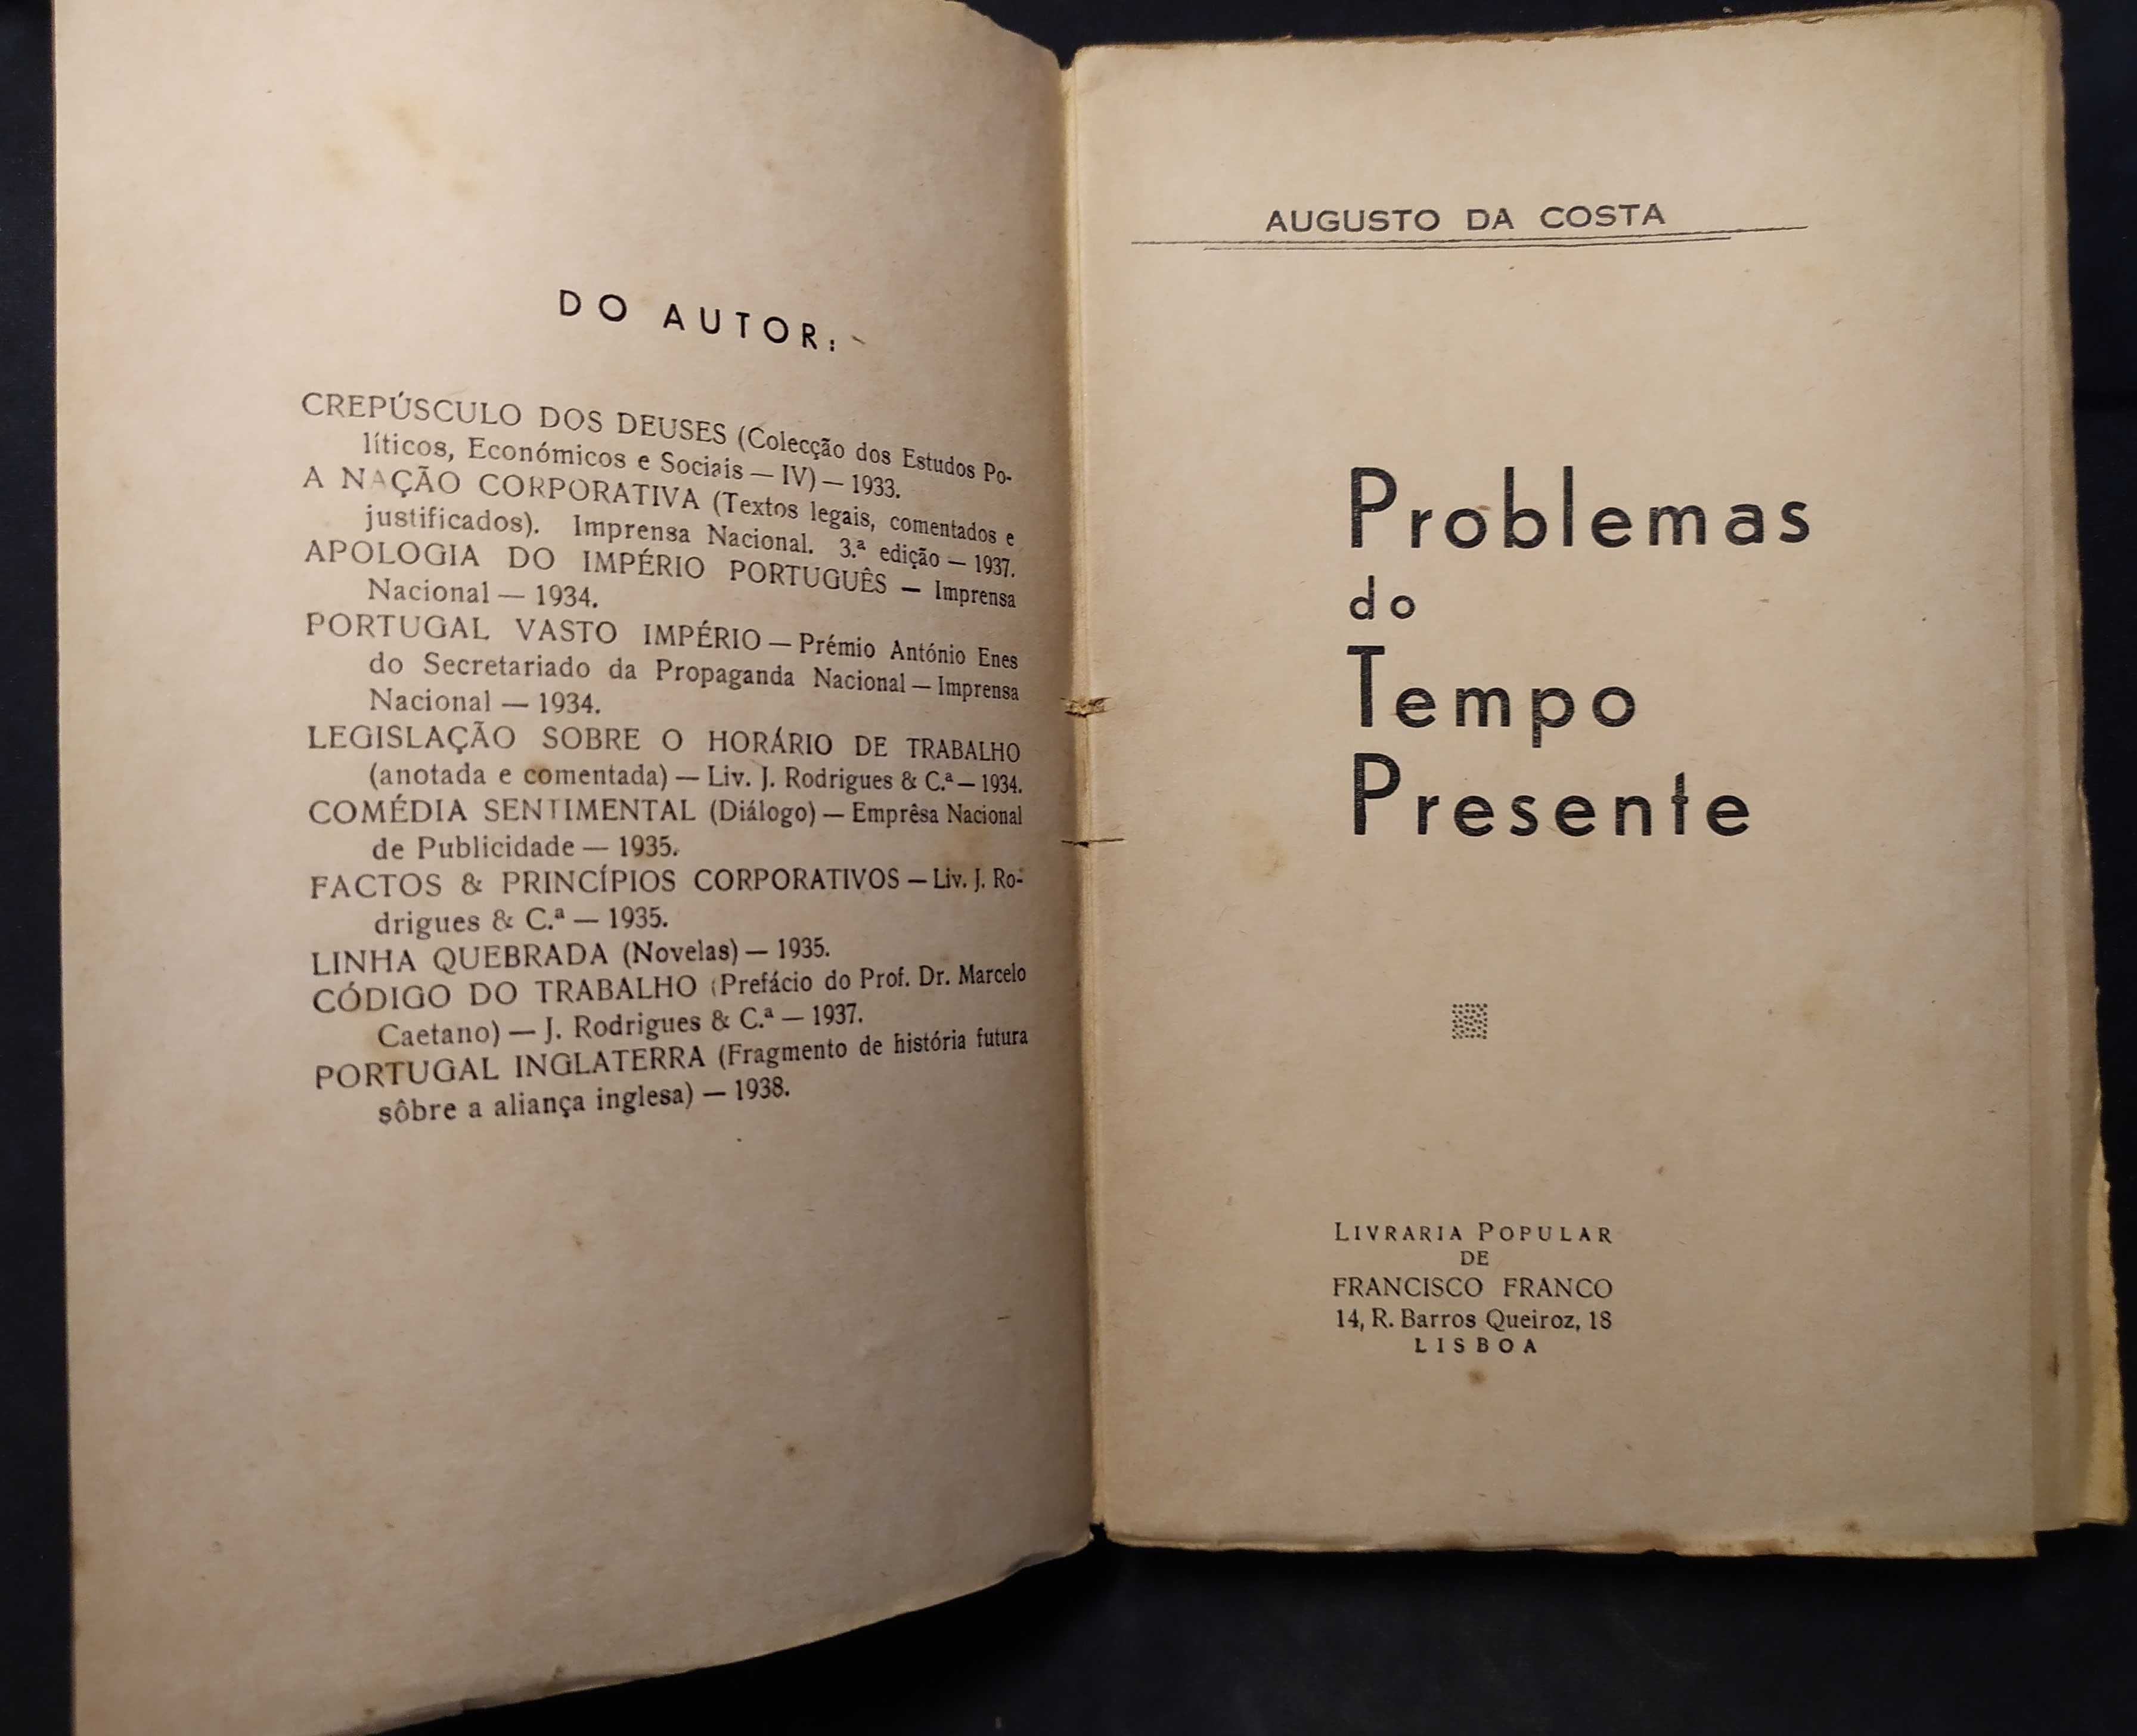 DO AUTOR:
CREPÚSCULO DOS DEUSES (Colecção dos Estudos Po-
líticos, Económicos e Sociais — IV) — 1933.
A NAÇÃO CORPORATIVA (Textos legais, comentados e
justificados). Imprensa Nacional. 3.ª edição — 1937.
APOLOGIA DO IMPÉRIO PORTUGUÊS — Imprensa
Nacional — 1934.
PORTUGAL VASTO IMPÉRIO — Prémio António Enes
do Secretariado da Propaganda Nacional — Imprensa
Nacional — 1934.
LEGISLAÇÃO SOBRE O HORÁRIO DE TRABALHO
(anotada e comentada) — Liv. J. Rodrigues & C.ª — 1934.
COMÉDIA SENTIMENTAL (Diálogo) — Emprêsa Nacional
de Publicidade — 1935.
FACTOS & PRINCÍPIOS CORPORATIVOS — Liv. J. Ro-
drigues & C.ª — 1935.
LINHA QUEBRADA (Novelas) — 1935.
CÓDIGO DO TRABALHO (Prefácio do Prof. Dr. Marcelo
Caetano) — J. Rodrigues & C.ª — 1937.
PORTUGAL INGLATERRA (Fragmento de história futura
sôbre a aliança inglesa) — 1938.
AUGUSTO DA COSTA
Problemas
do
Tempo
Presente
LIVRARIA POPULAR
DE
FRANCISCO FRANCO
14, R. Barros Queiroz, 18
LISBOA